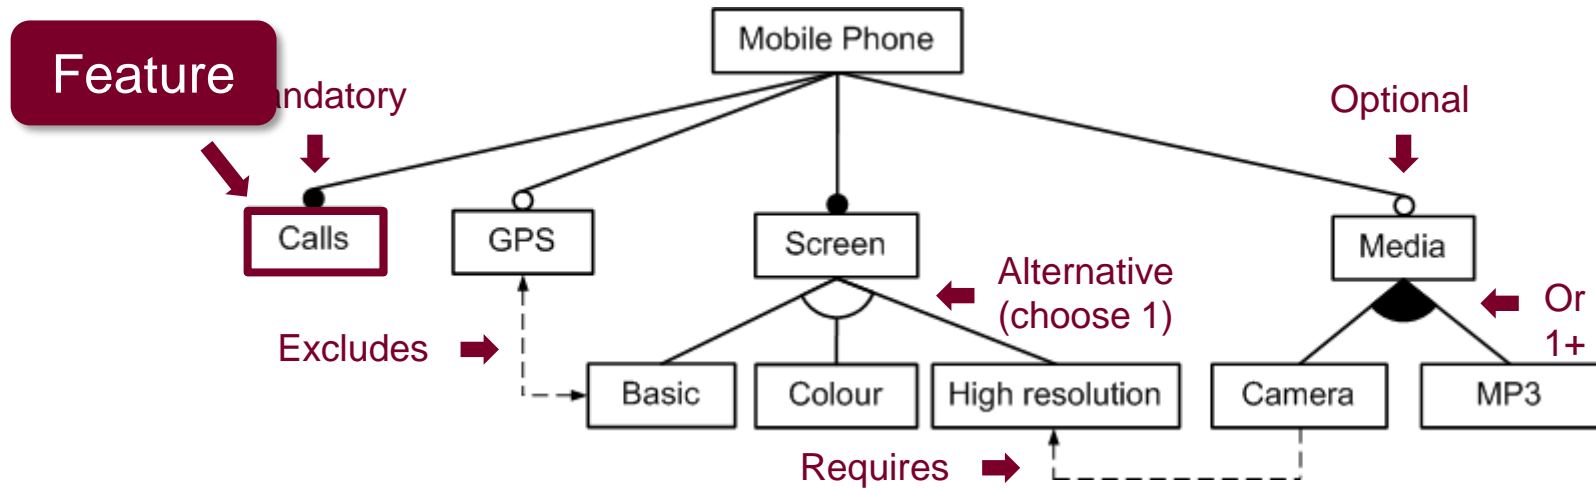 Mobile Phone
Feature
andatory
Optional
Calls
GPS
Screen
Media
Alternative
(choose 1)
Or
1+
Excludes
Basic
Colour
High resolution
Camera
MP3
Requires